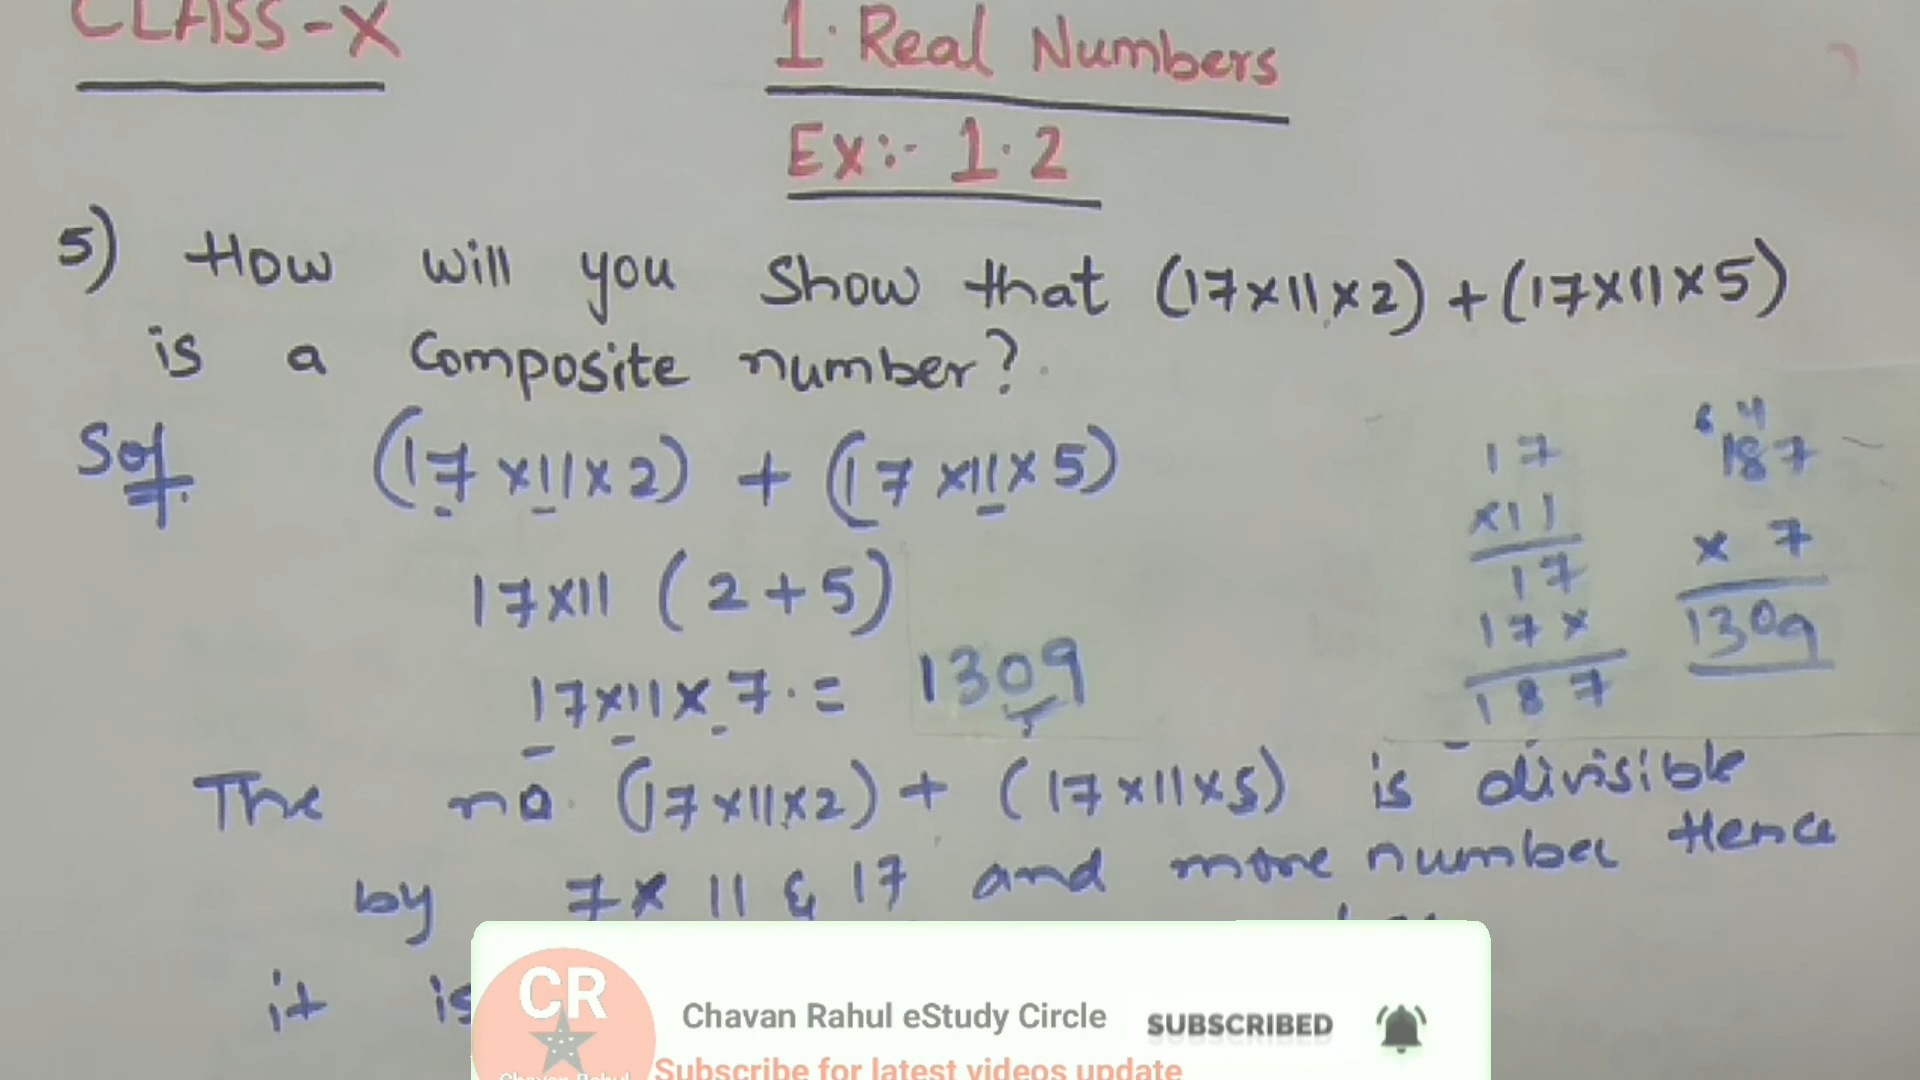 CLASS-X
1. Real Numbers
Ex:- 1.2
5) How will you show that (17×11×2)+(17×11×5)
is a composite number?
Sol (17×11×2) + (17×11×5)
17×11 (2+5)
17×11×7. = 1309
17
×11
17
17×
187
6 4
187
× 7
1309
The no. (17×11×2)+ (17×11×5) is divisible
by 7× 11 & 17 and more number Hence
it is
CR
Chavan Rahul
Chavan Rahul eStudy Circle
SUBSCRIBED
Subscribe for latest videos update